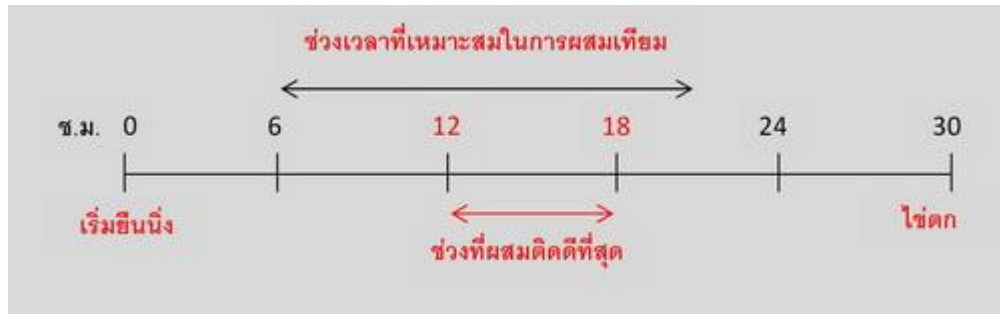 ช่วงเวลาที่เหมาะสมในการผสมเทียม
ช.ม. 0 6 12 18 24 30
เริ่มยืนนิ่ง ไข่ตก
ช่วงที่ผสมติดดีที่สุด